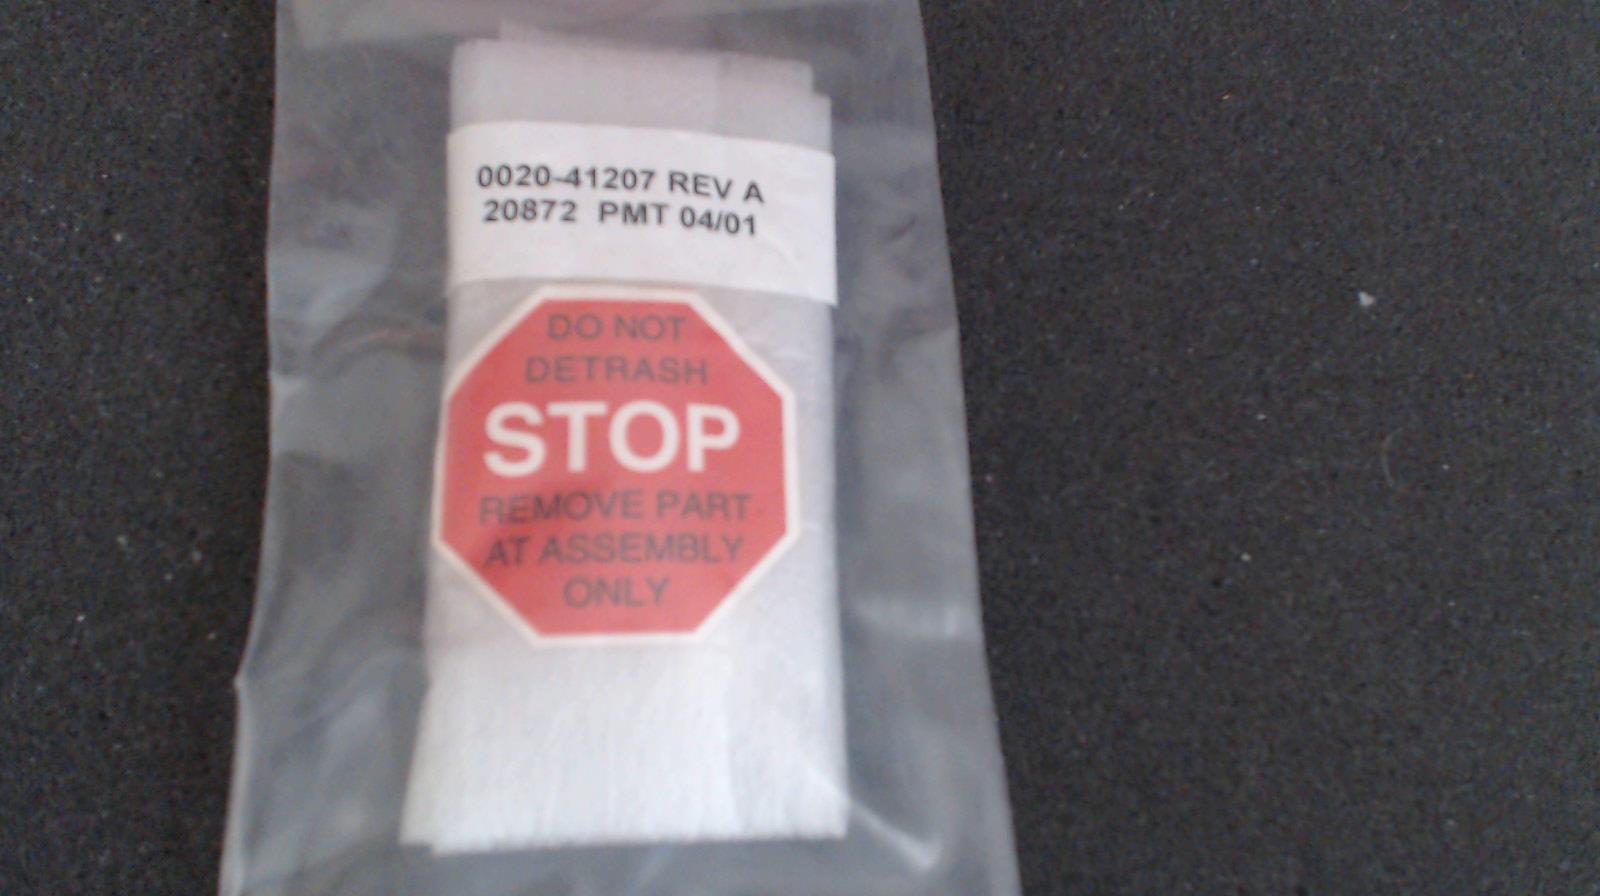 0020-41207 REV A
20872 PMT 04/01
DO NOT
DETRASH
STOP
REMOVE PART
AT ASSEMBLY
ONLY